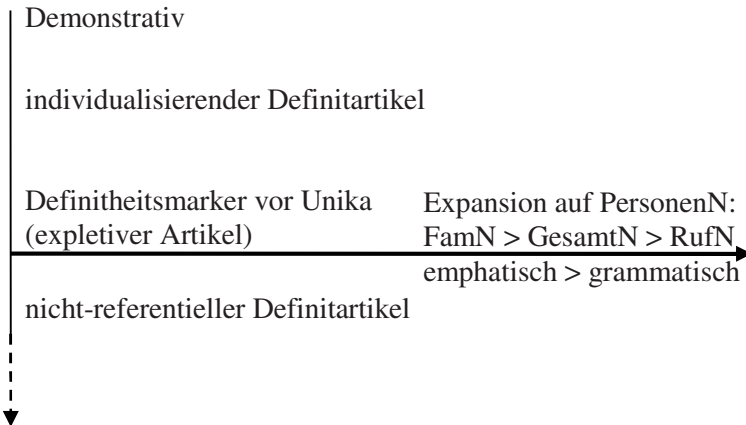 Demonstrativ
individualisierender Definitartikel
Definitheitsmarker vor Unika
(expletiver Artikel)
Expansion auf PersonenN:
FamN > GesamtN > RufN
emphatisch > grammatisch
nicht-referentieller Definitartikel